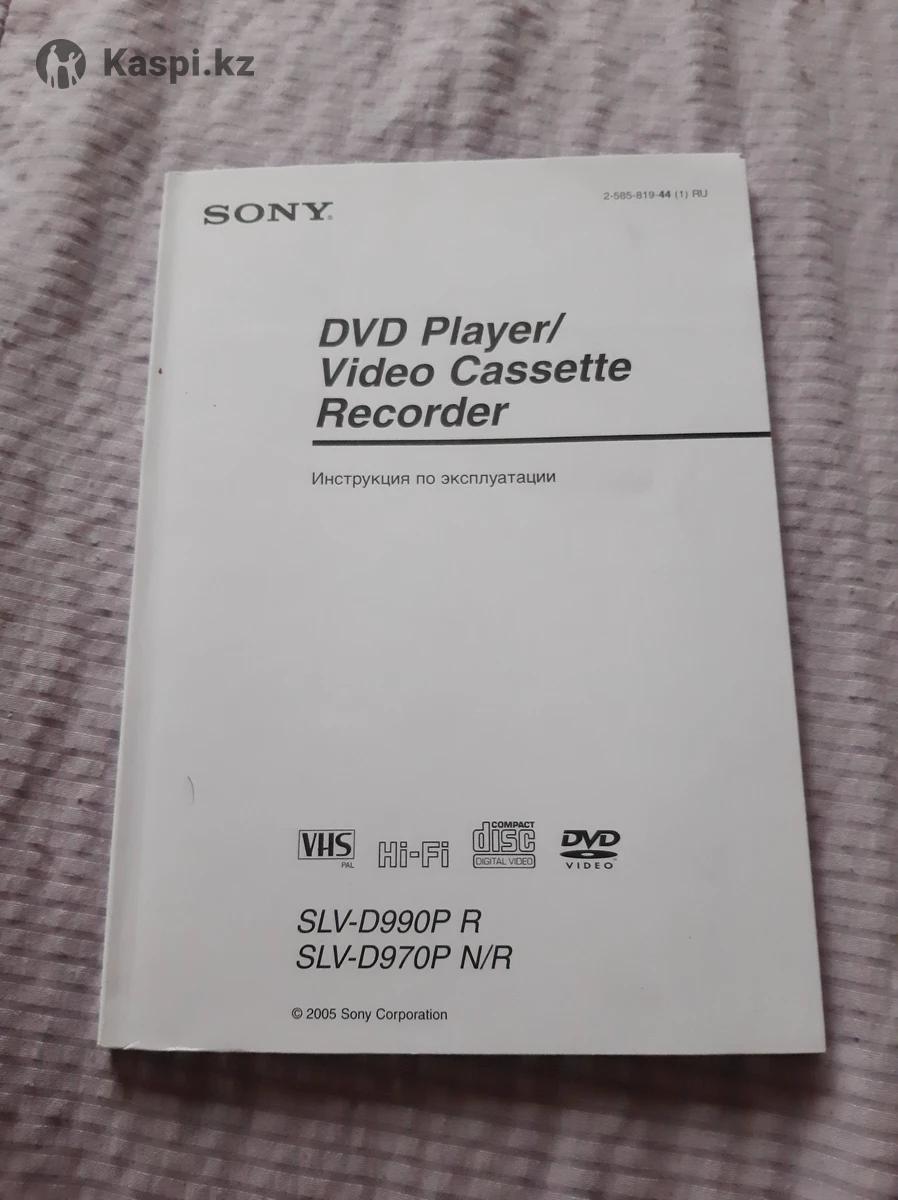 Kaspi.kz
SONY®
2-585-819-44 (1) RU
DVD Player/
Video Cassette
Recorder
Инструкция по эксплуатации
VHS
PAL
Hi-Fi
COMPACT
disc
DIGITAL VIDEO
DVD
VIDEO
SLV-D990P R
SLV-D970P N/R
© 2005 Sony Corporation